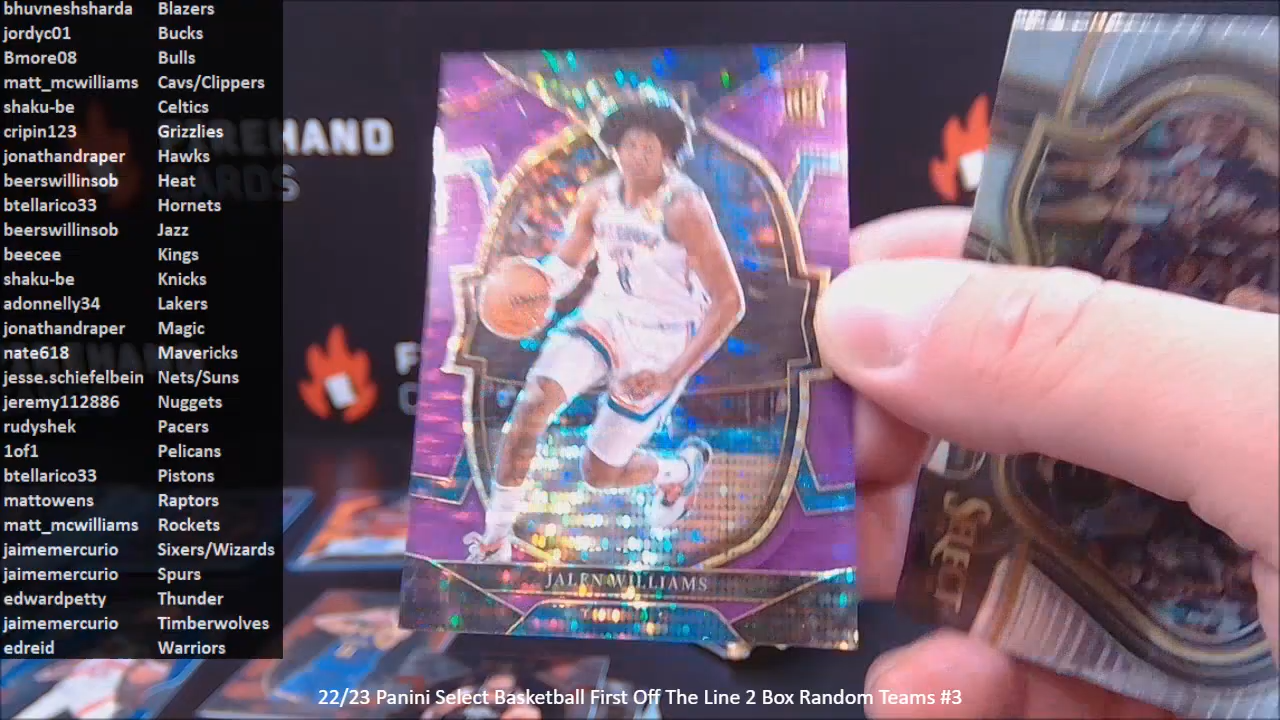 bhuvneshsharda Blazers
jordyc01 Bucks
Bmore08 Bulls
matt_mcwilliams Cavs/Clippers
shaku-be Celtics
cripin123 Grizzlies
jonathandraper Hawks
beerswillinsob Heat
btellarico33 Hornets
beerswillinsob Jazz
beecee Kings
shaku-be Knicks
adonnelly34 Lakers
jonathandraper Magic
nate618 Mavericks
jesse.schiefelbein Nets/Suns
jeremy112886 Nuggets
rudyshek Pacers
1of1 Pelicans
btellarico33 Pistons
mattowens Raptors
matt_mcwilliams Rockets
jaimemercurio Sixers/Wizards
jaimemercurio Spurs
edwardpetty Thunder
jaimemercurio Timberwolves
edreid Warriors
JALEN WILLIAMS
SELECT
22/23 Panini Select Basketball First Off The Line 2 Box Random Teams #3